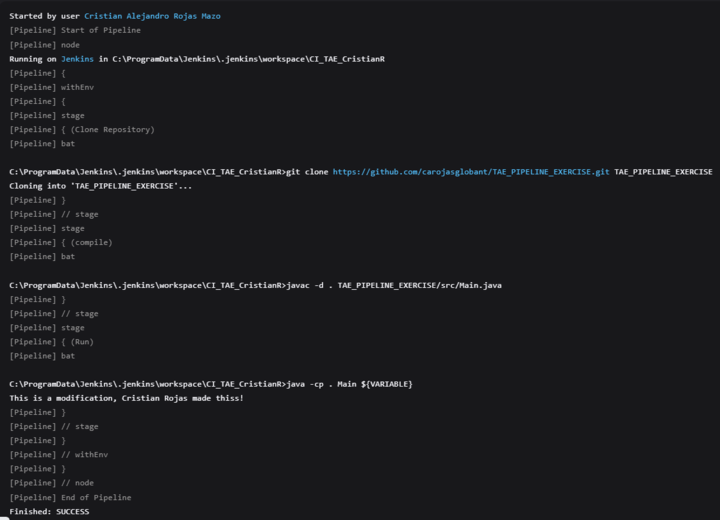 Started by user Cristian Alejandro Rojas Mazo
[Pipeline] Start of Pipeline
[Pipeline] node
Running on Jenkins in C:\ProgramData\Jenkins\.jenkins\workspace\CI_TAE_CristianR
[Pipeline] {
[Pipeline] withEnv
[Pipeline] {
[Pipeline] stage
[Pipeline] { (Clone Repository)
[Pipeline] bat
C:\ProgramData\Jenkins\.jenkins\workspace\CI_TAE_CristianR>git clone https://github.com/carojasglobant/TAE_PIPELINE_EXERCISE.git TAE_PIPELINE_EXERCISE
Cloning into 'TAE_PIPELINE_EXERCISE'...
[Pipeline] }
[Pipeline] // stage
[Pipeline] stage
[Pipeline] { (compile)
[Pipeline] bat
C:\ProgramData\Jenkins\.jenkins\workspace\CI_TAE_CristianR>javac -d . TAE_PIPELINE_EXERCISE/src/Main.java
[Pipeline] }
[Pipeline] // stage
[Pipeline] stage
[Pipeline] { (Run)
[Pipeline] bat
C:\ProgramData\Jenkins\.jenkins\workspace\CI_TAE_CristianR>java -cp . Main ${VARIABLE}
This is a modification, Cristian Rojas made thiss!
[Pipeline] }
[Pipeline] // stage
[Pipeline] }
[Pipeline] // withEnv
[Pipeline] }
[Pipeline] // node
[Pipeline] End of Pipeline
Finished: SUCCESS